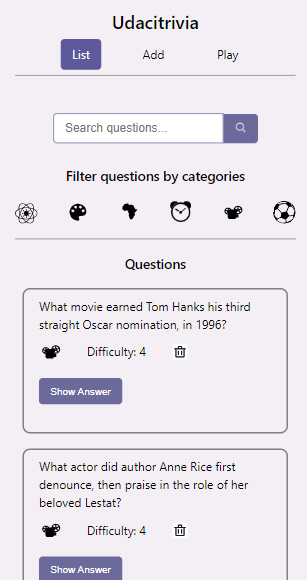 Udacitrivia
List Add Play
Search questions...
Filter questions by categories
Questions
What movie earned Tom Hanks his third
straight Oscar nomination, in 1996?
Difficulty: 4
Show Answer
What actor did author Anne Rice first
denounce, then praise in the role of her
beloved Lestat?
Difficulty: 4
Show Answer